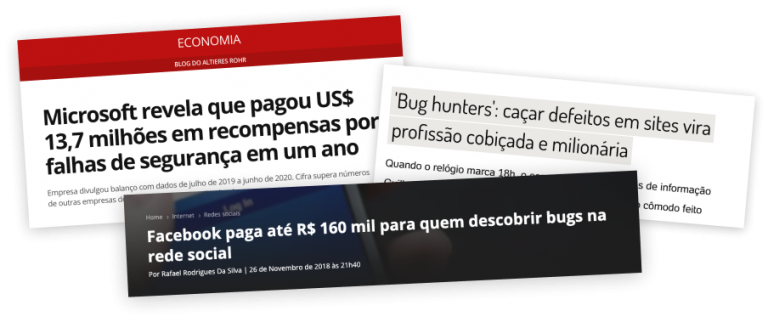 ECONOMIA
BLOG DO ALTIERES ROHR
Microsoft revela que pagou US$
13,7 milhões em recompensas por
falhas de segurança em um ano
Empresa divulgou balanço com dados de julho de 2019 a junho de 2020. Cifra supera números
de outras empresas de
'Bug hunters': caçar defeitos em sites vira
profissão cobiçada e milionária
Quando o relógio marca 18h,
s de informação
cômodo feito
Log In
Home › Internet › Redes sociais
Facebook paga até R$ 160 mil para quem descobrir bugs na
rede social
Por Rafael Rodrigues Da Silva | 26 de Novembro de 2018 às 21h40